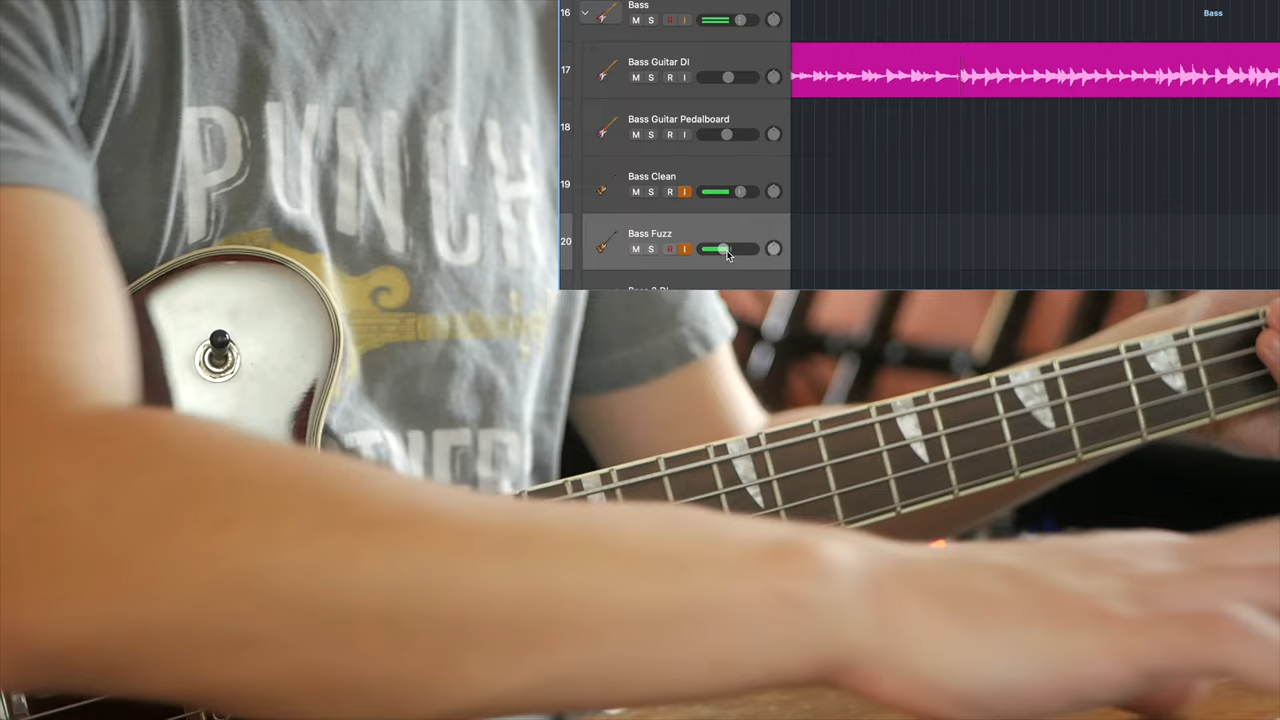 16
Bass
M S R I
Bass
17
Bass Guitar DI
M S R I
18
Bass Guitar Pedalboard
M S R I
19
Bass Clean
M S R I
20
Bass Fuzz
M S R I
PUNCH